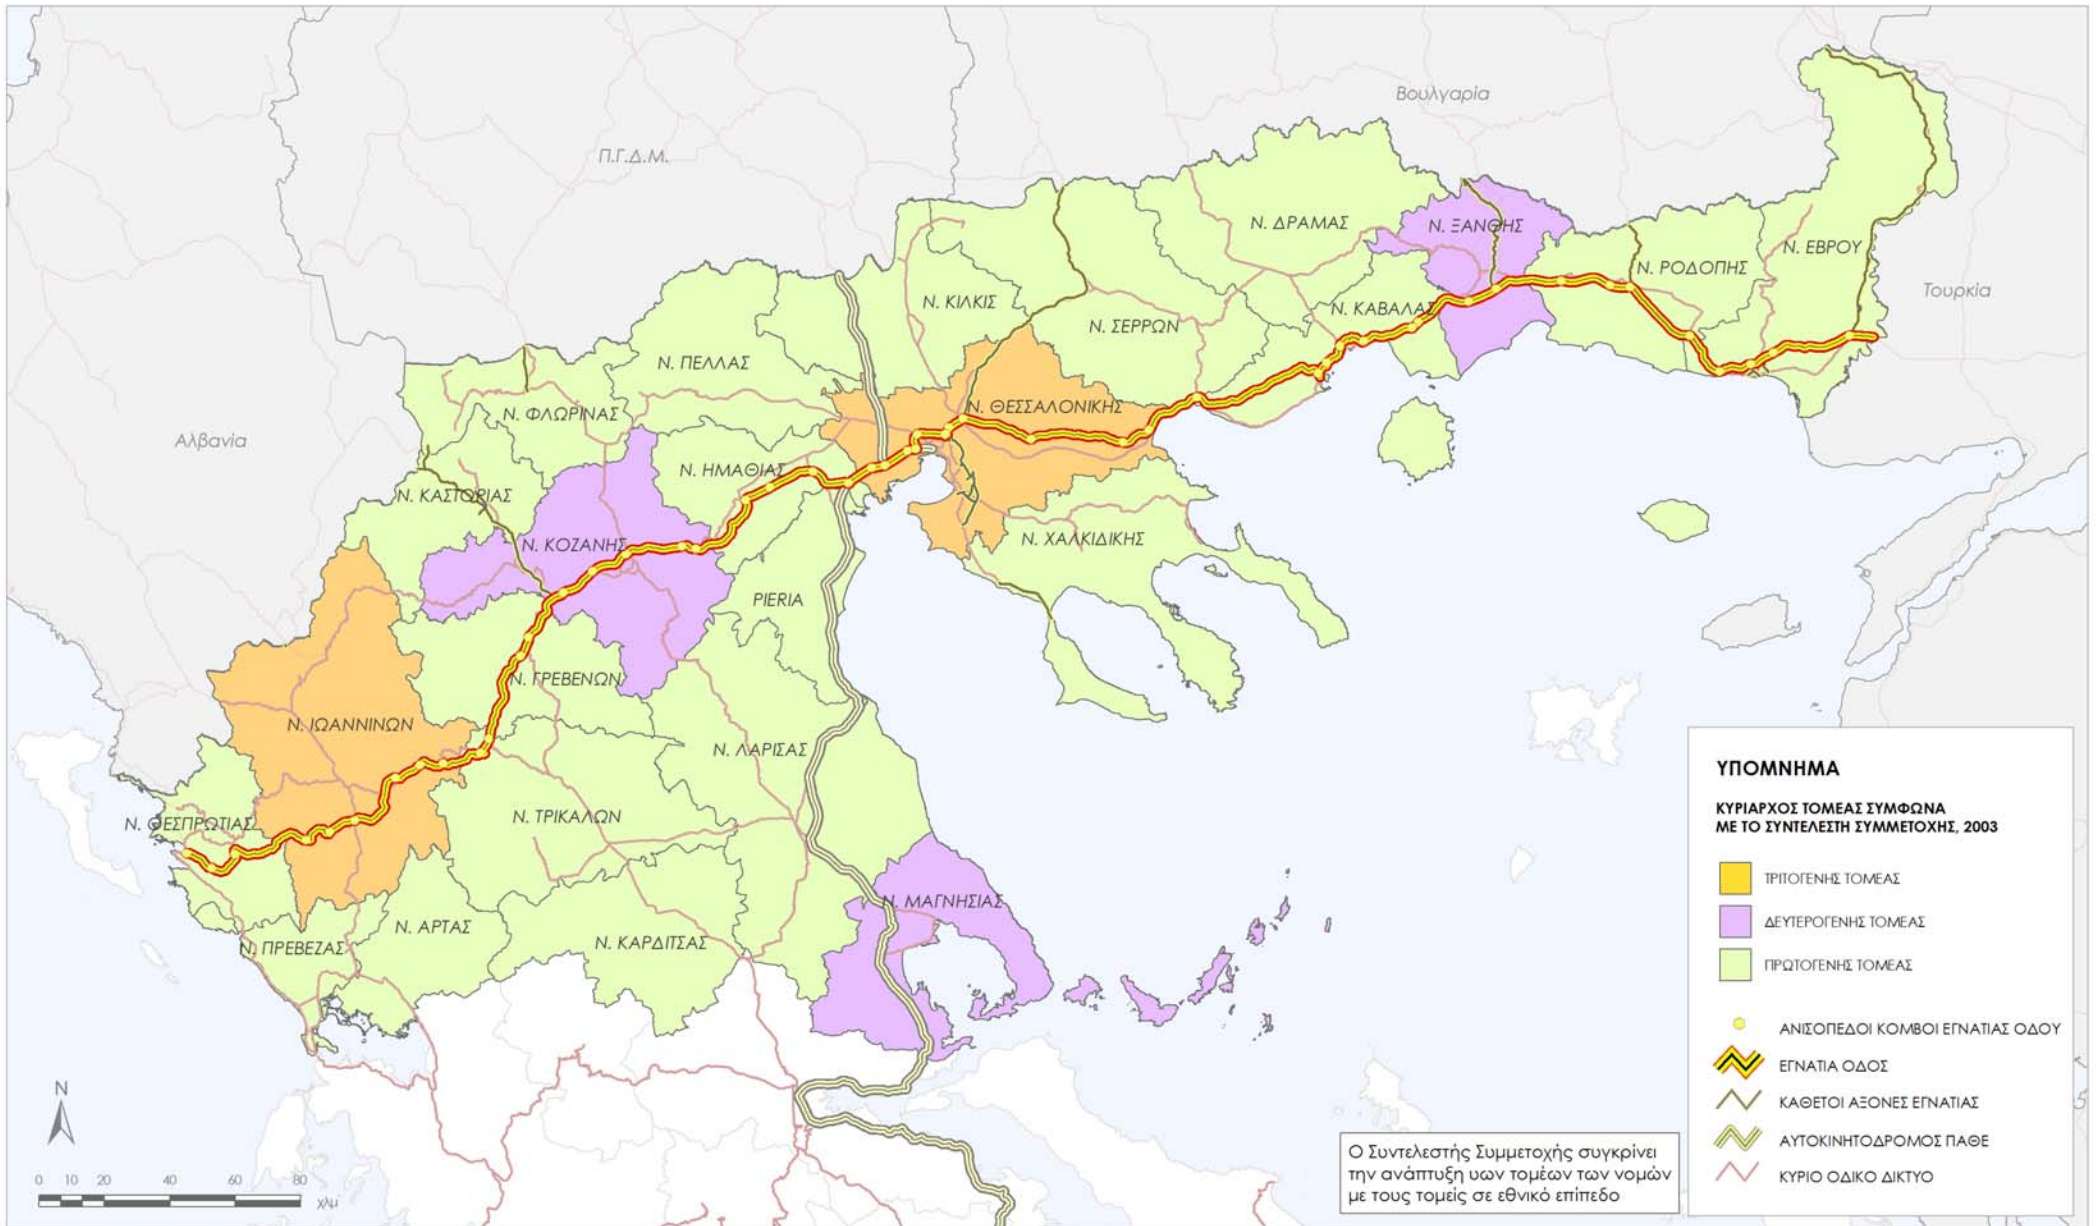 Βουλγαρία
Π.Γ.Δ.Μ.
Ν. ΔΡΑΜΑΣ
Ν. ΞΑΝΘΗΣ
Ν. ΕΒΡΟΥ
Ν. ΡΟΔΟΠΗΣ
Τουρκία
Ν. ΚΙΛΚΙΣ
Ν. ΚΑΒΑΛΑΣ
Ν. ΣΕΡΡΩΝ
Ν. ΠΕΛΛΑΣ
Ν. ΘΕΣΣΑΛΟΝΙΚΗΣ
Ν. ΦΛΩΡΙΝΑΣ
Αλβανία
Ν. ΗΜΑΘΙΑΣ
Ν. ΚΑΣΤΟΡΙΑΣ
Ν. ΚΟΖΑΝΗΣ
Ν. ΧΑΛΚΙΔΙΚΗΣ
PIERIA
Ν. ΓΡΕΒΕΝΩΝ
Ν. ΙΩΑΝΝΙΝΩΝ
Ν. ΛΑΡΙΣΑΣ
Ν. ΤΡΙΚΑΛΩΝ
Ν. ΘΕΣΠΡΩΤΙΑΣ
Ν. ΜΑΓΝΗΣΙΑΣ
Ν. ΑΡΤΑΣ
Ν. ΚΑΡΔΙΤΣΑΣ
Ν. ΠΡΕΒΕΖΑΣ
ΥΠΟΜΝΗΜΑ
ΚΥΡΙΑΡΧΟΣ ΤΟΜΕΑΣ ΣΥΜΦΩΝΑ
ΜΕ ΤΟ ΣΥΝΤΕΛΕΣΤΗ ΣΥΜΜΕΤΟΧΗΣ, 2003
ΤΡΙΤΟΓΕΝΗΣ ΤΟΜΕΑΣ
ΔΕΥΤΕΡΟΓΕΝΗΣ ΤΟΜΕΑΣ
ΠΡΩΤΟΓΕΝΗΣ ΤΟΜΕΑΣ
ΑΝΙΣΟΠΕΔΟΙ ΚΟΜΒΟΙ ΕΓΝΑΤΙΑΣ ΟΔΟΥ
ΕΓΝΑΤΙΑ ΟΔΟΣ
ΚΑΘΕΤΟΙ ΑΞΟΝΕΣ ΕΓΝΑΤΙΑΣ
ΑΥΤΟΚΙΝΗΤΟΔΡΟΜΟΣ ΠΑΘΕ
ΚΥΡΙΟ ΟΔΙΚΟ ΔΙΚΤΥΟ
Ο Συντελεστής Συμμετοχής συγκρίνει
την ανάπτυξη υων τομέων των νομών
με τους τομείς σε εθνικό επίπεδο
N
0 10 20 40 60 80
χλμ